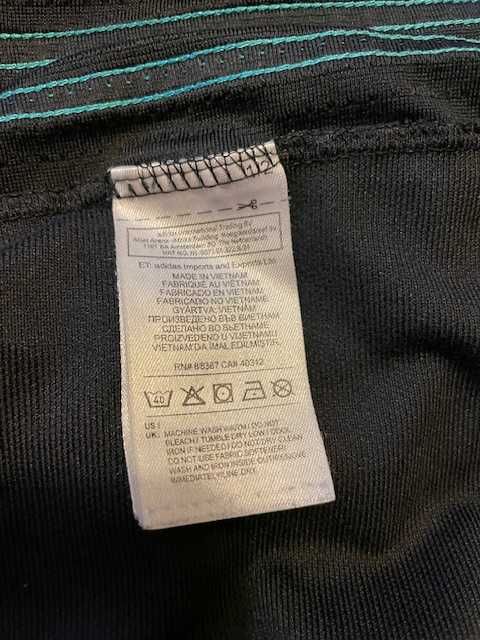 12
adidas International Trading BV
1101 BA Amsterdam ZO The Netherlands
ET: adidas Imports and Exports Ltd.
MADE IN VIETNAM
FABRIQUÉ AU VIÊTNAM
FABRICADO EN VIETNAM
FABRICADO NO VIETNAME
GYÁRTVA: VIETNAM
ПРОИЗВЕДЕНО ВЪВ ВИЕТНАМ
СДЕЛАНО ВО ВЬЕТНАМЕ
PROIZVEDENO U VIJETNAMU
VIETNAM'DA İMAL EDİLMİŞTİR.
RN# 88387 CA# 40312
40
US /
UK: MACHINE WASH WARM / DO NOT
BLEACH / TUMBLE DRY LOW / COOL
IRON IF NEEDED / DO NOT DRY CLEAN
DO NOT USE FABRIC SOFTENER
WASH AND IRON INSIDE OUT/REMOVE
IMMEDIATELY/LINE DRY.